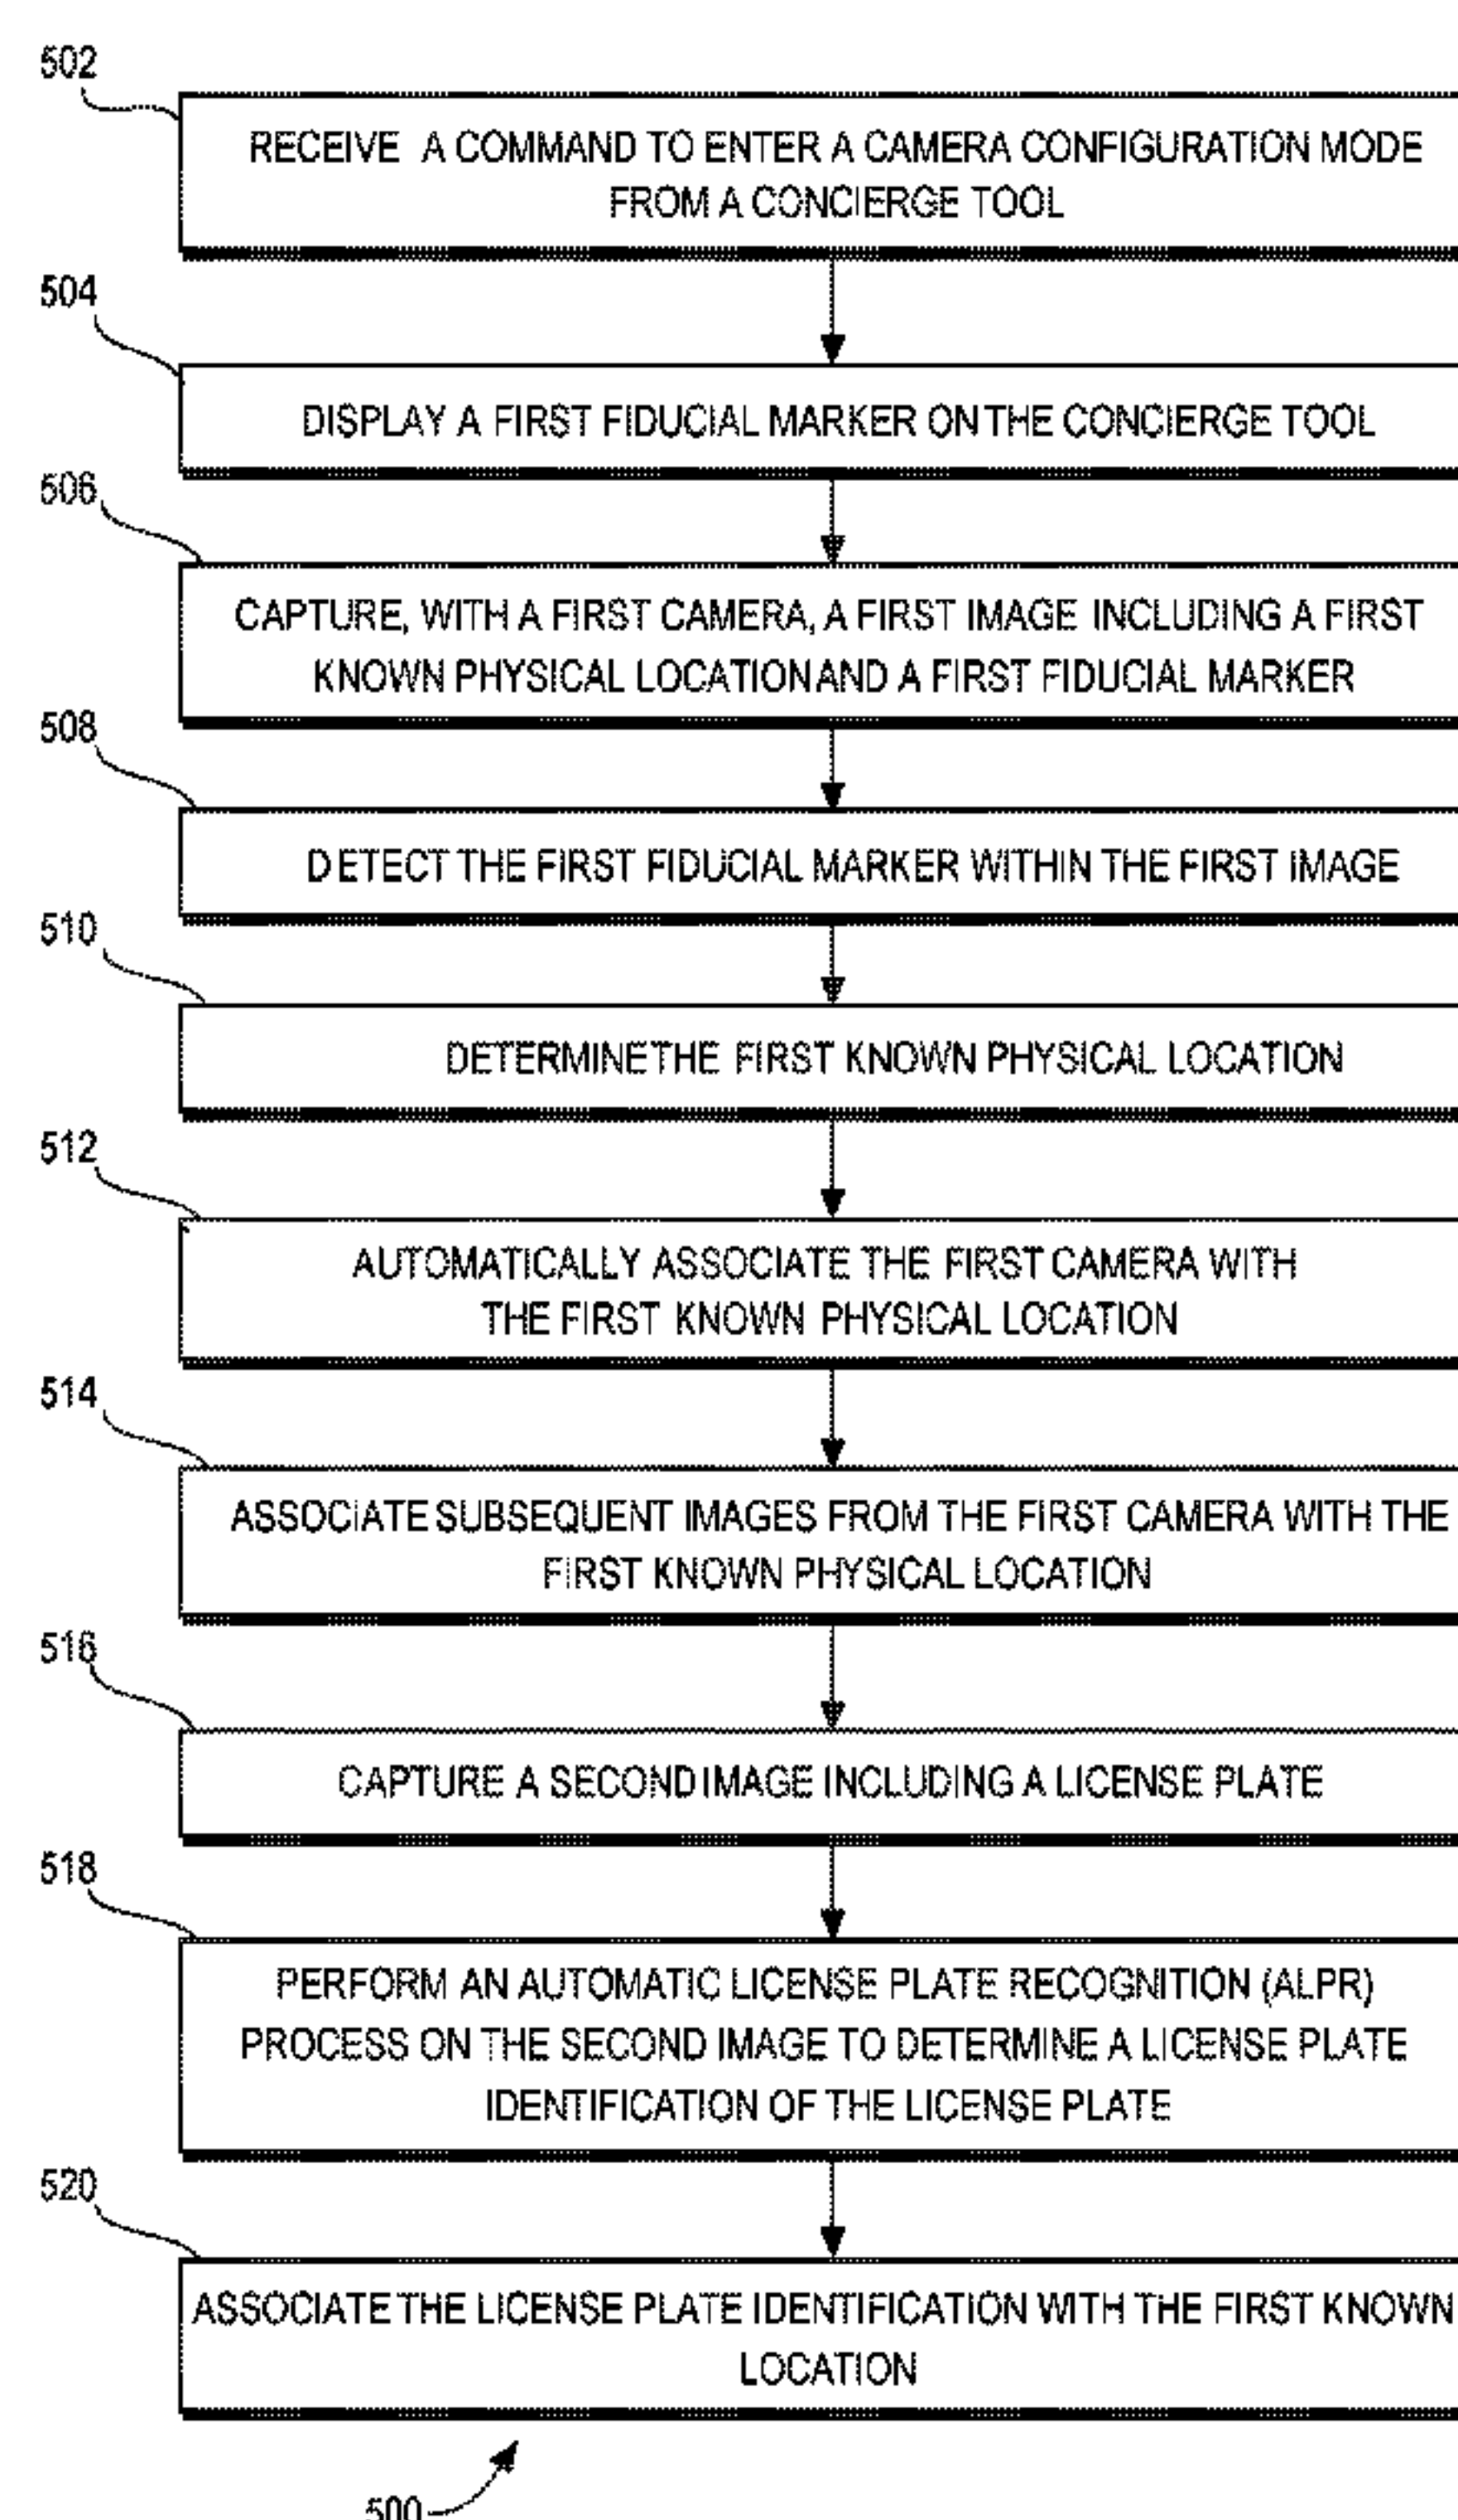 502
RECEIVE A COMMAND TO ENTER A CAMERA CONFIGURATION MODE
FROM A CONCIERGE TOOL
504
DISPLAY A FIRST FIDUCIAL MARKER ON THE CONCIERGE TOOL
506
CAPTURE, WITH A FIRST CAMERA, A FIRST IMAGE INCLUDING A FIRST
KNOWN PHYSICAL LOCATION AND A FIRST FIDUCIAL MARKER
508
DETECT THE FIRST FIDUCIAL MARKER WITHIN THE FIRST IMAGE
510
DETERMINE THE FIRST KNOWN PHYSICAL LOCATION
512
AUTOMATICALLY ASSOCIATE THE FIRST CAMERA WITH
THE FIRST KNOWN PHYSICAL LOCATION
514
ASSOCIATE SUBSEQUENT IMAGES FROM THE FIRST CAMERA WITH THE
FIRST KNOWN PHYSICAL LOCATION
516
CAPTURE A SECOND IMAGE INCLUDING A LICENSE PLATE
518
PERFORM AN AUTOMATIC LICENSE PLATE RECOGNITION (ALPR)
PROCESS ON THE SECOND IMAGE TO DETERMINE A LICENSE PLATE
IDENTIFICATION OF THE LICENSE PLATE
520
ASSOCIATE THE LICENSE PLATE IDENTIFICATION WITH THE FIRST KNOWN
LOCATION
500